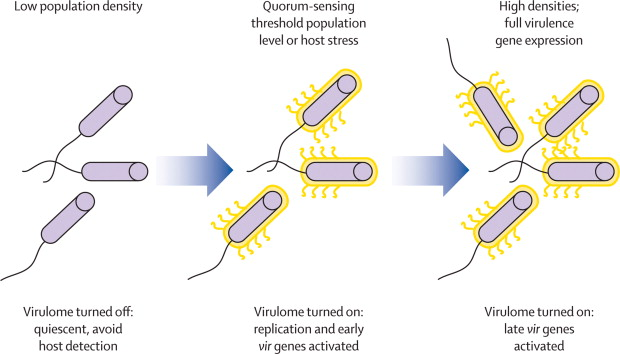 Low population density
Quorum-sensing
threshold population
level or host stress
High densities;
full virulence
gene expression
Virulome turned off:
quiescent, avoid
host detection
Virulome turned on:
replication and early
vir genes activated
Virulome turned on:
late vir genes
activated